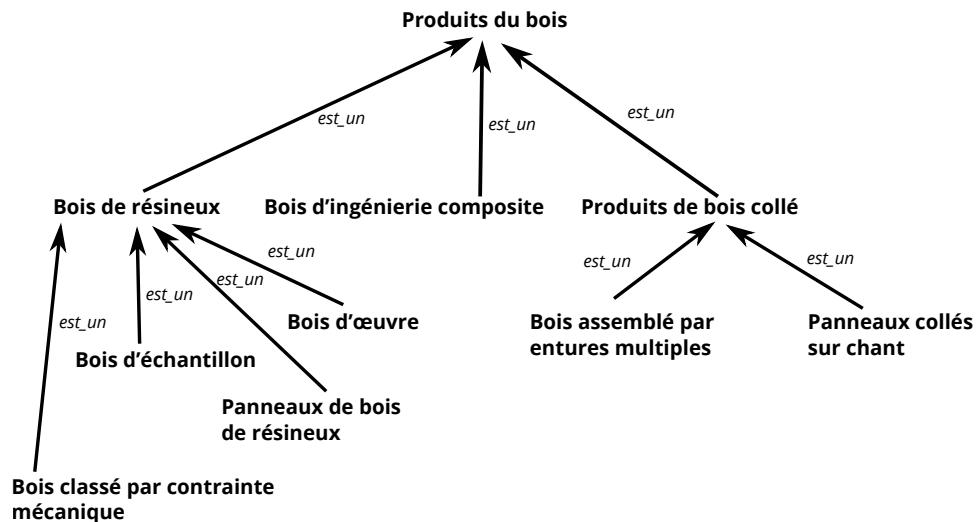 Produits du bois
est_un
est_un
est_un
Bois de résineux
Bois d’ingénierie composite
Produits de bois collé
est_un
est_un
est_un
est_un
est_un
est_un
Bois d’œuvre
Bois d’échantillon
Panneaux de bois
de résineux
Bois classé par contrainte
mécanique
Bois assemblé par
entures multiples
Panneaux collés
sur chant